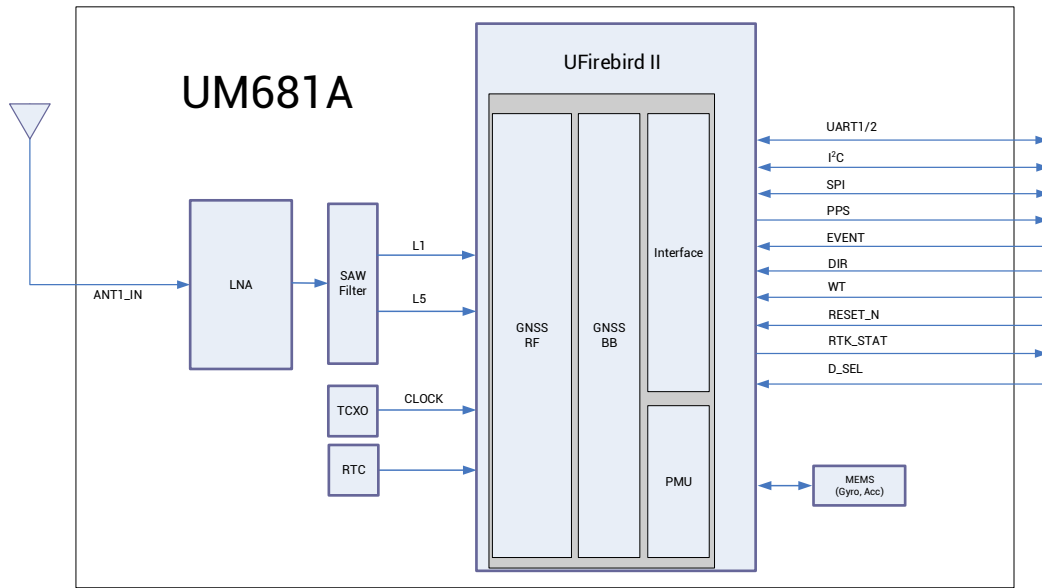 UFirebird II
UM681A
UART1/2
I²C
SPI
PPS
EVENT
DIR
WT
RESET_N
RTK_STAT
D_SEL
L1
L5
Interface
SAW
Filter
LNA
ANT1_IN
GNSS
RF
GNSS
BB
TCXO
CLOCK
RTC
PMU
MEMS
(Gyro, Acc)